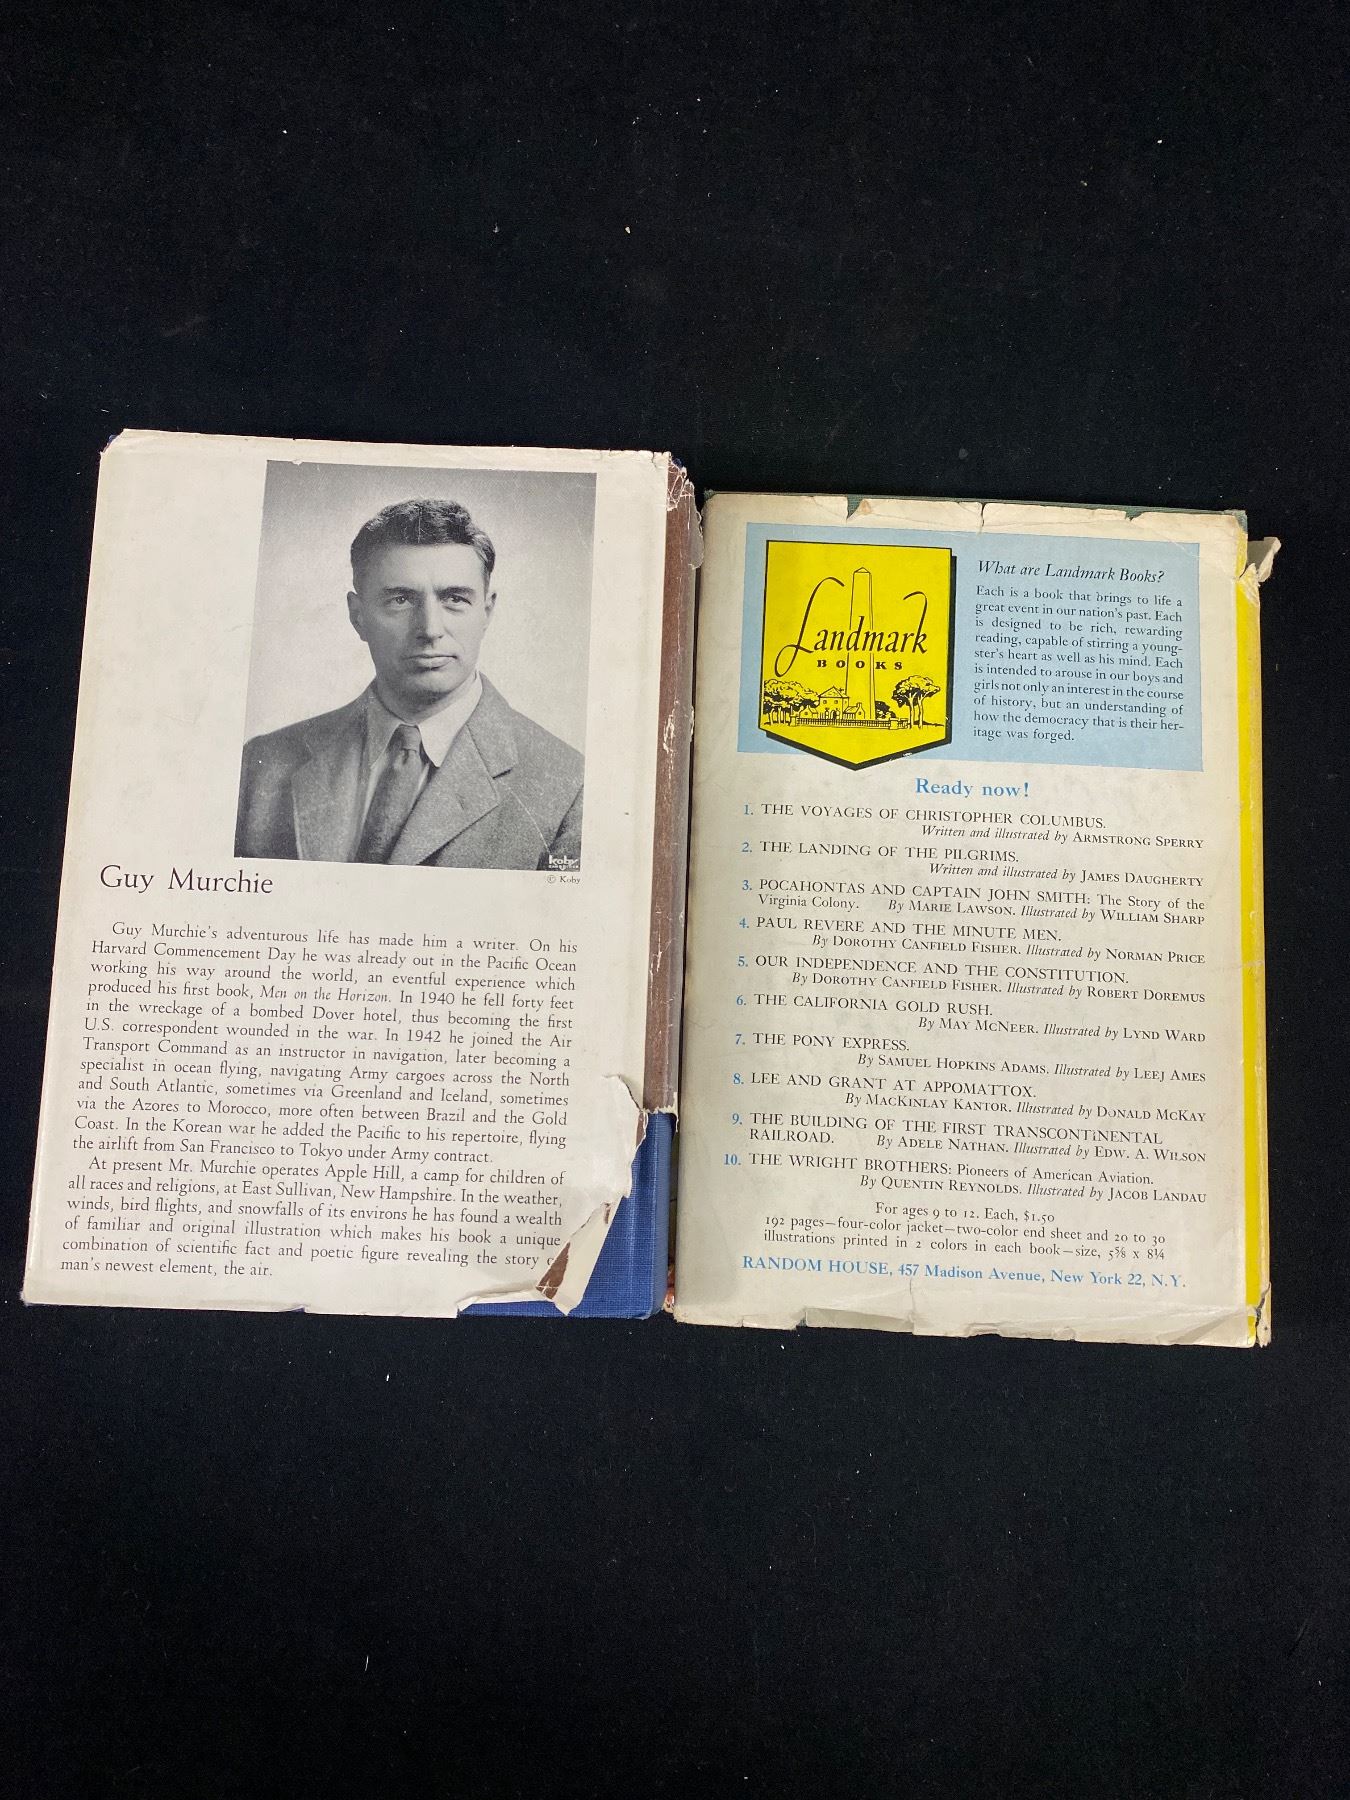 koby
© Koby
Guy Murchie
Guy Murchie's adventurous life has made him a writer. On his
Harvard Commencement Day he was already out in the Pacific Ocean
working his way around the world, an eventful experience which
produced his first book, Men on the Horizon. In 1940 he fell forty feet
in the wreckage of a bombed Dover hotel, thus becoming the first
U.S. correspondent wounded in the war. In 1942 he joined the Air
Transport Command as an instructor in navigation, later becoming a
specialist in ocean flying, navigating Army cargoes across the North
and South Atlantic, sometimes via Greenland and Iceland, sometimes
via the Azores to Morocco, more often between Brazil and the Gold
Coast. In the Korean war he added the Pacific to his repertoire, flying
the airlift from San Francisco to Tokyo under Army contract.
At present Mr. Murchie operates Apple Hill, a camp for children of
all races and religions, at East Sullivan, New Hampshire. In the weather,
winds, bird flights, and snowfalls of its environs he has found a wealth
of familiar and original illustration which makes his book a unique
combination of scientific fact and poetic figure revealing the story
man's newest element, the air.
Landmark
BOOKS
What are Landmark Books?
Each is a book that brings to life a
great event in our nation's past. Each
is designed to be rich, rewarding
reading, capable of stirring a young-
ster's heart as well as his mind. Each
is intended to arouse in our boys and
girls not only an interest in the course
of history, but an understanding of
how the democracy that is their her-
itage was forged.
Ready now!
1. THE VOYAGES OF CHRISTOPHER COLUMBUS.
Written and illustrated by ARMSTRONG SPERRY
2. THE LANDING OF THE PILGRIMS.
Written and illustrated by JAMES DAUGHERTY
3. POCAHONTAS AND CAPTAIN JOHN SMITH: The Story of the
Virginia Colony. By MARIE LAWSON. Illustrated by WILLIAM SHARP
4. PAUL REVERE AND THE MINUTE MEN.
By DOROTHY CANFIELD FISHER. Illustrated by NORMAN PRICE
5. OUR INDEPENDENCE AND THE CONSTITUTION.
By DOROTHY CANFIELD FISHER. Illustrated by ROBERT DOREMUS
6. THE CALIFORNIA GOLD RUSH.
By MAY MCNEER. Illustrated by LYND WARD
7. THE PONY EXPRESS.
By SAMUEL HOPKINS ADAMS. Illustrated by LEE J AMES
8. LEE AND GRANT AT APPOMATTOX.
By MACKINLAY KANTOR. Illustrated by DONALD MCKAY
9. THE BUILDING OF THE FIRST TRANSCONTINENTAL
RAILROAD. By ADELE NATHAN. Illustrated by EDW. A. WILSON
10. THE WRIGHT BROTHERS: Pioneers of American Aviation.
By QUENTIN REYNOLDS. Illustrated by JACOB LANDAU
For ages 9 to 12. Each, $1.50
192 pages—four-color jacket—two-color end sheet and 20 to 30
illustrations printed in 2 colors in each book—size, 5⅝ x 8¼
RANDOM HOUSE, 457 Madison Avenue, New York 22, N.Y.